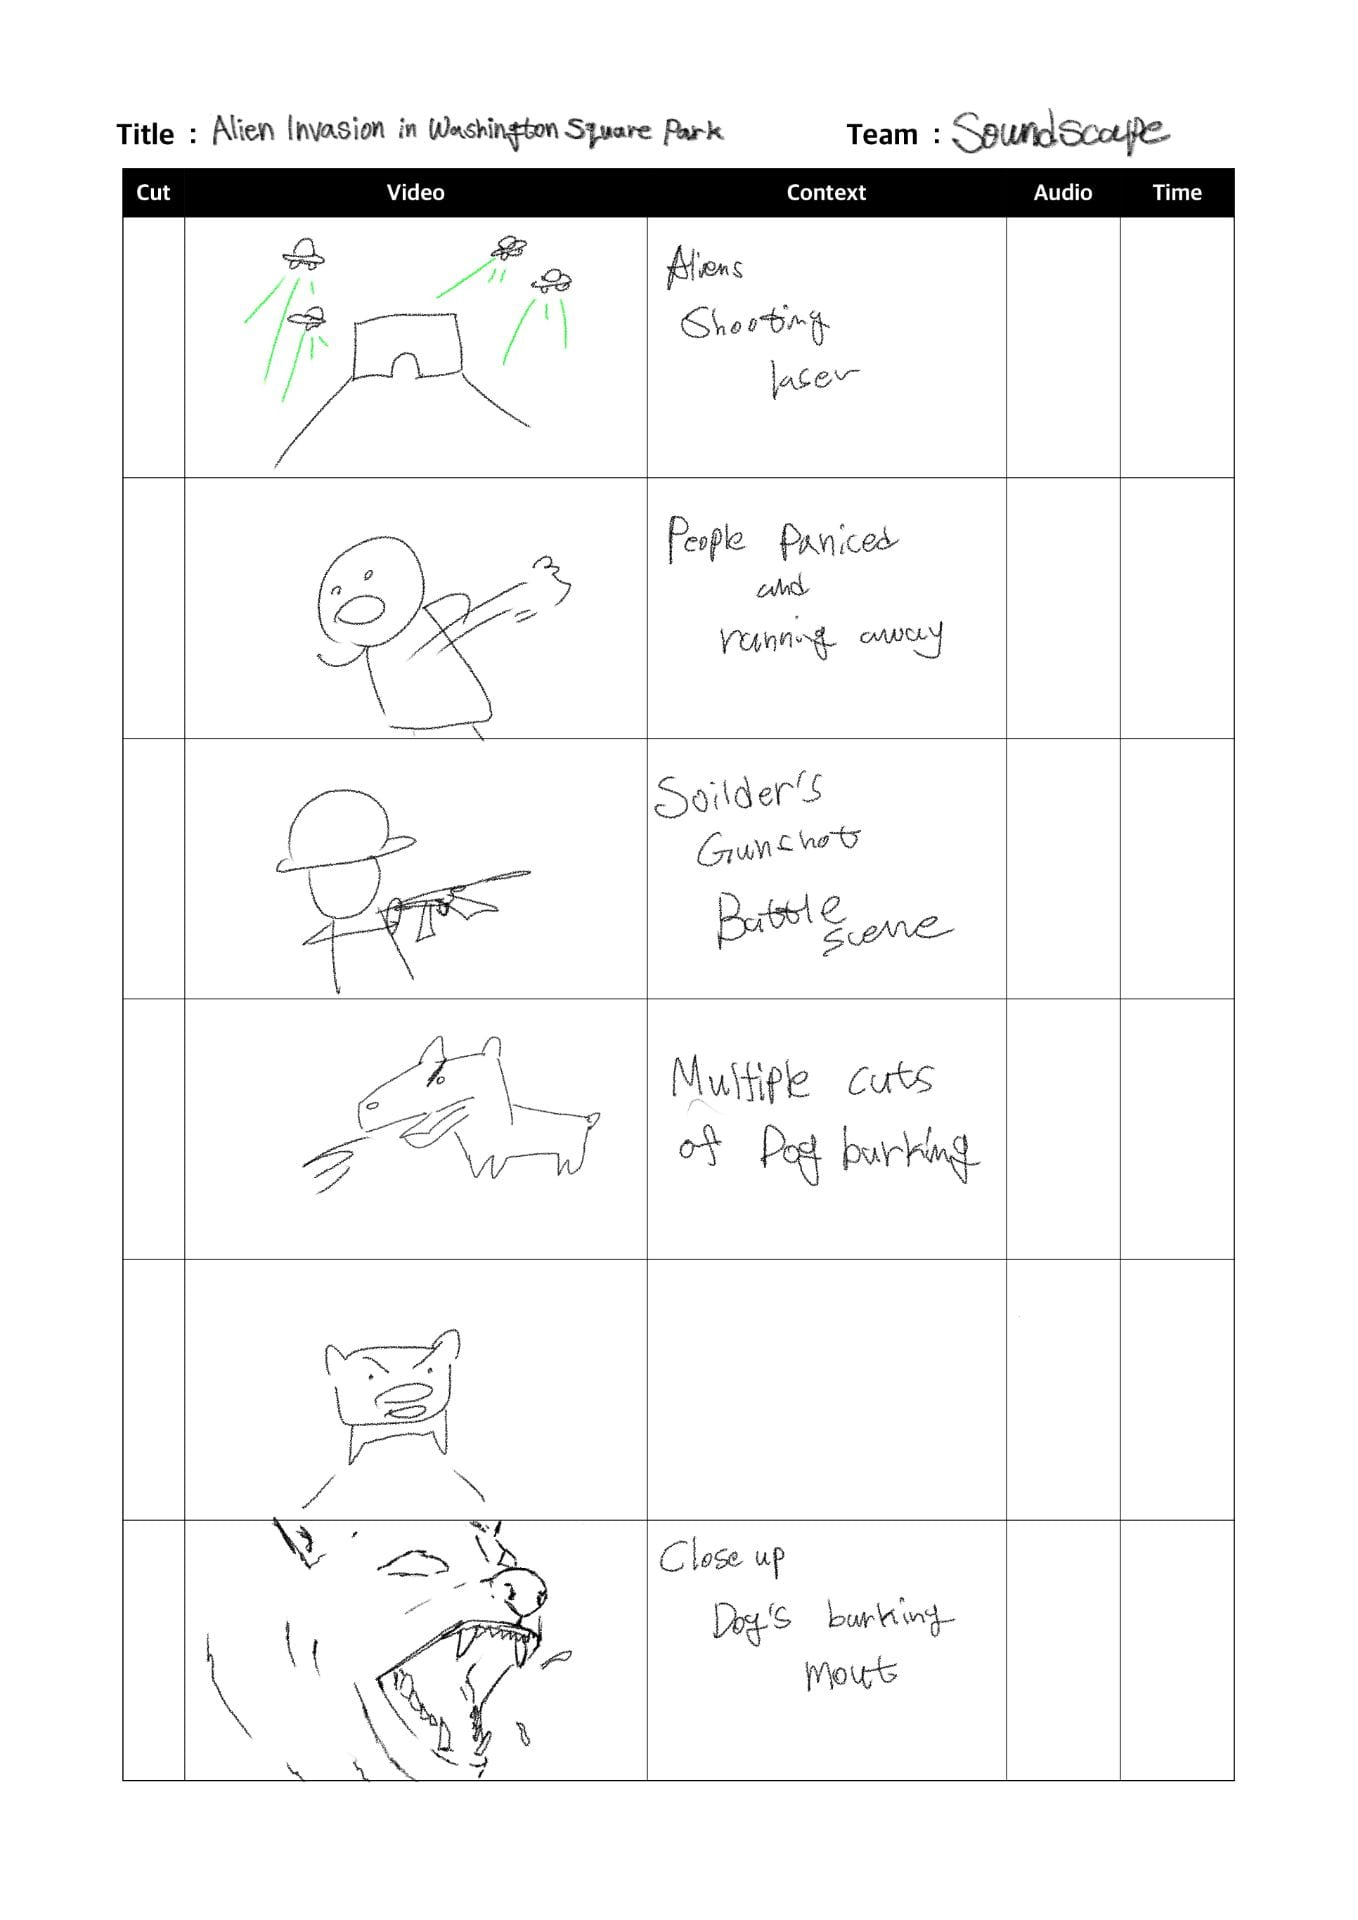 Title : Alien Invasion in Washington Square Park Team : Soundscape
Cut Video Context Audio Time
Aliens
Shooting
laser
People Paniced
and
running away
Soilder's
Gunshot
Battle
scene
Multiple cuts
of Dog barking
Close up
Dog's barking
mout